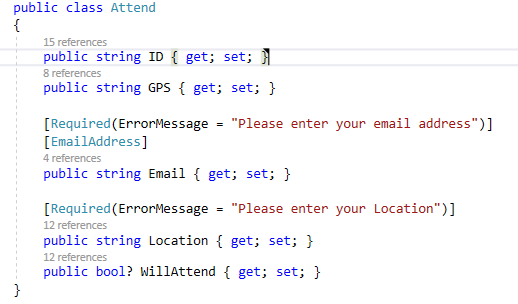 public class Attend
{
15 references
public string ID { get; set; }
8 references
public string GPS { get; set; }
[Required(ErrorMessage = "Please enter your email address")]
[EmailAddress]
4 references
public string Email { get; set; }
[Required(ErrorMessage = "Please enter your Location")]
12 references
public string Location { get; set; }
12 references
public bool? WillAttend { get; set; }
}